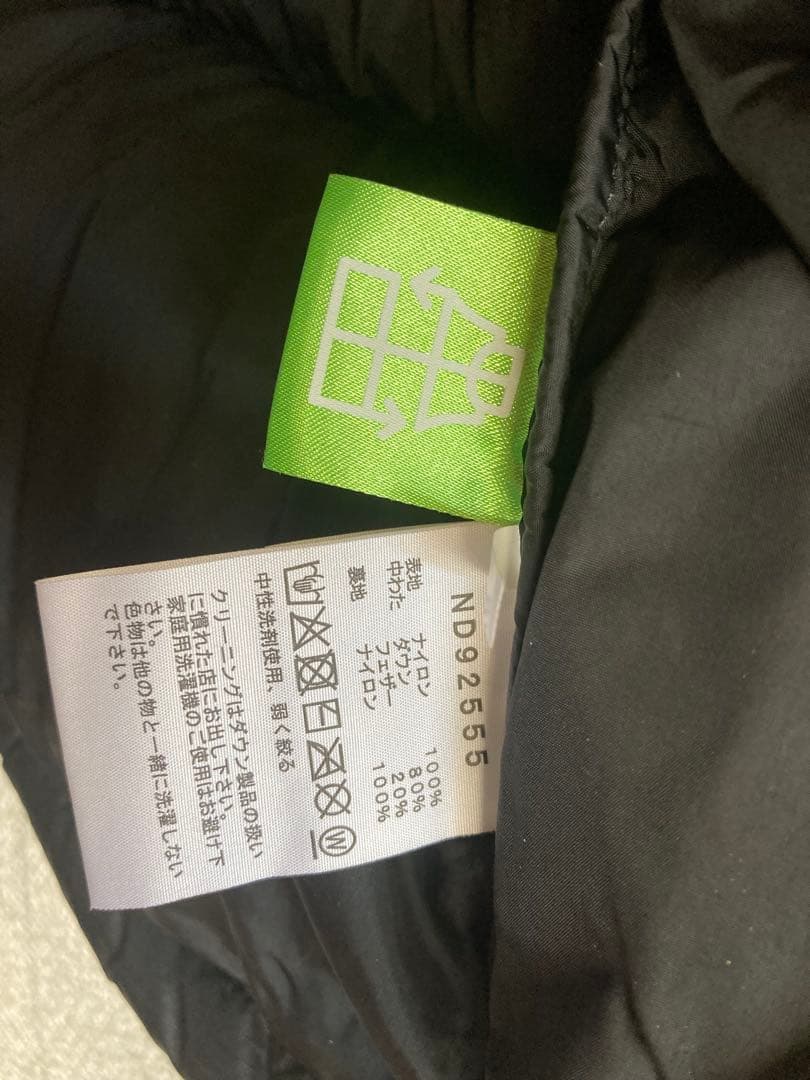 ND92555
表地 ナイロン 100%
中わた ダウン 80%
フェザー 20%
裏地 ナイロン 100%
W
中性洗剤使用、弱く絞る
クリーニングはダウン製品の扱い
に慣れた店にお出し下さい。
家庭用洗濯機のご使用はお避け下
さい。
色物は他の物と一緒に洗濯しない
で下さい。